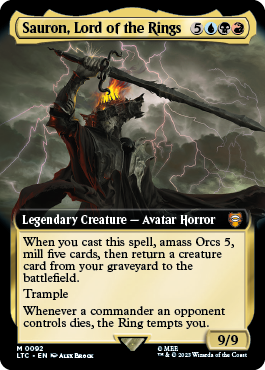 Sauron, Lord of the Rings 5
Legendary Creature — Avatar Horror
When you cast this spell, amass Orcs 5,
mill five cards, then return a creature
card from your graveyard to the
battlefield.
Trample
Whenever a commander an opponent
controls dies, the Ring tempts you.
9/9
M 0092
LTC • EN Alex Brock
© MEE
™ & © 2023 Wizards of the Coast